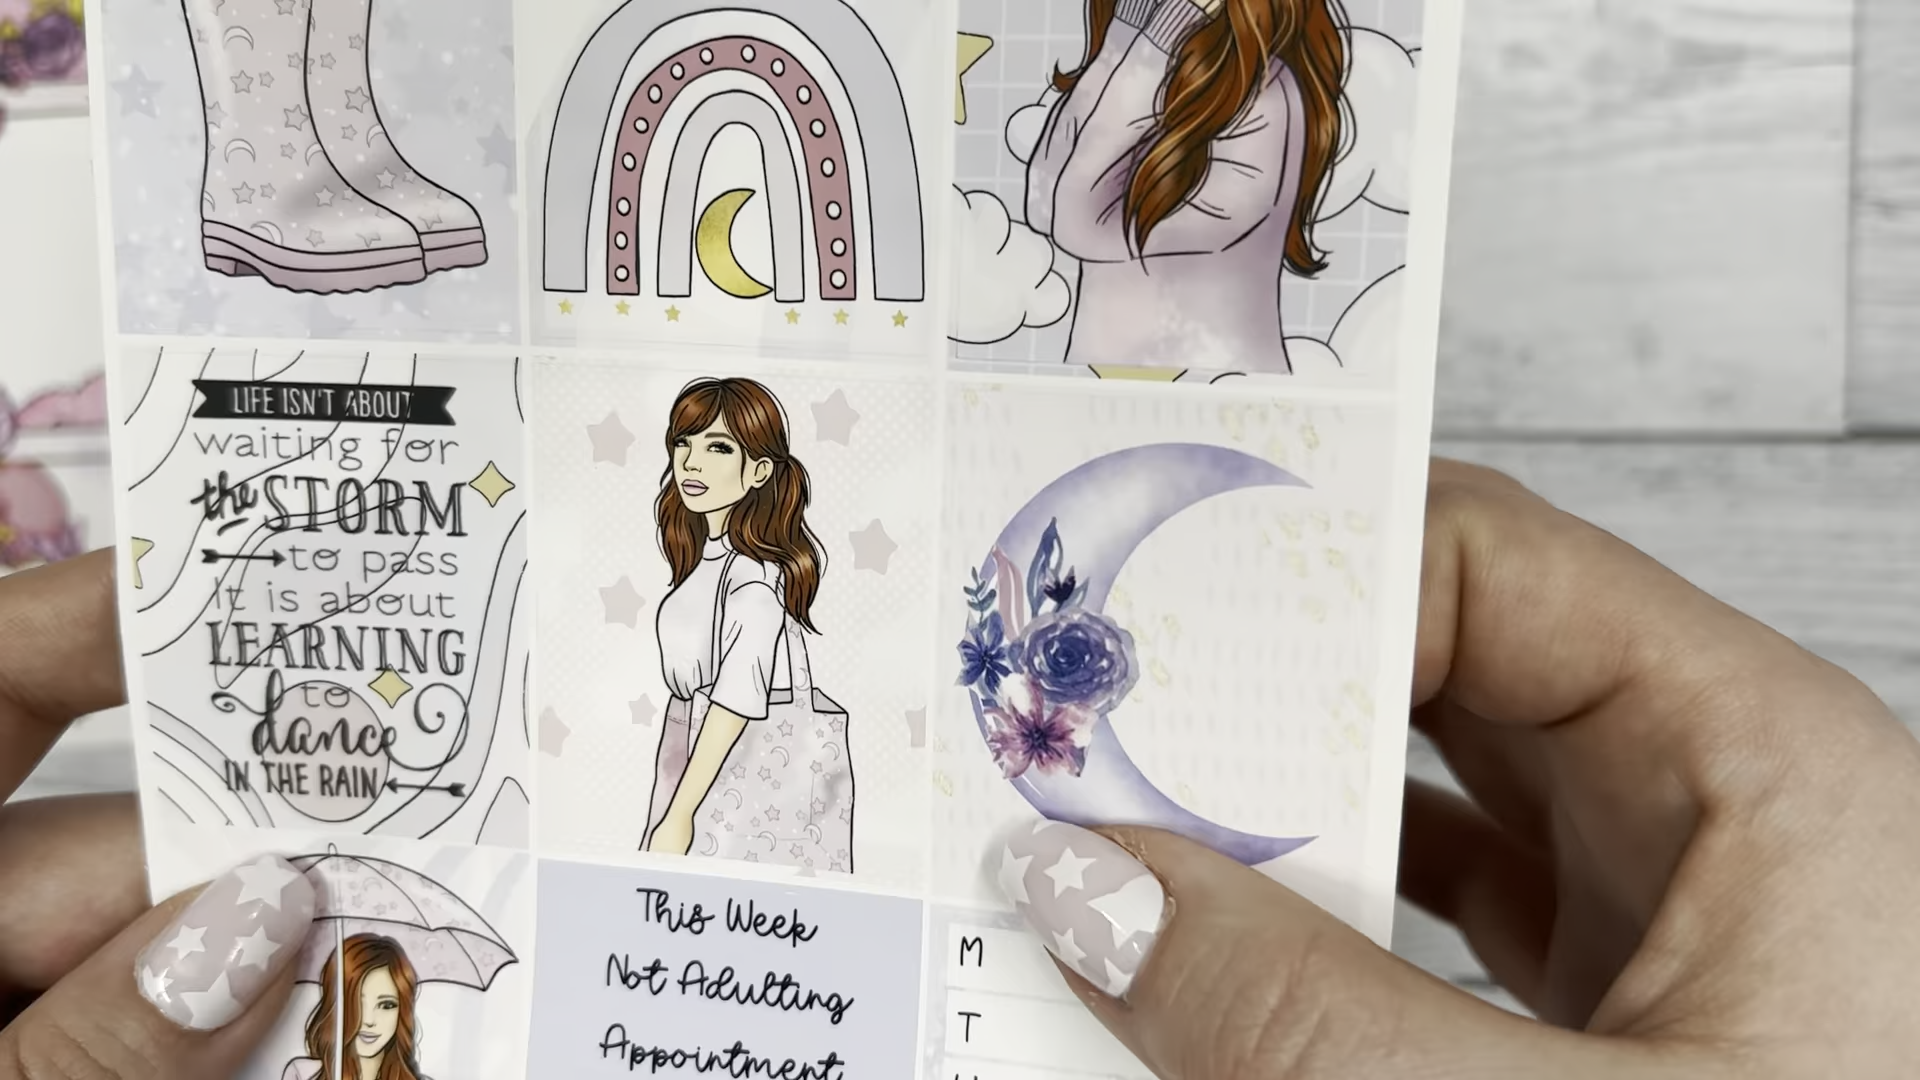 LIFE ISN'T ABOUT
waiting for
the STORM
to pass
it is about
LEARNING
to
dance
IN THE RAIN
This Week
Not Adulting
Appointment
M
T